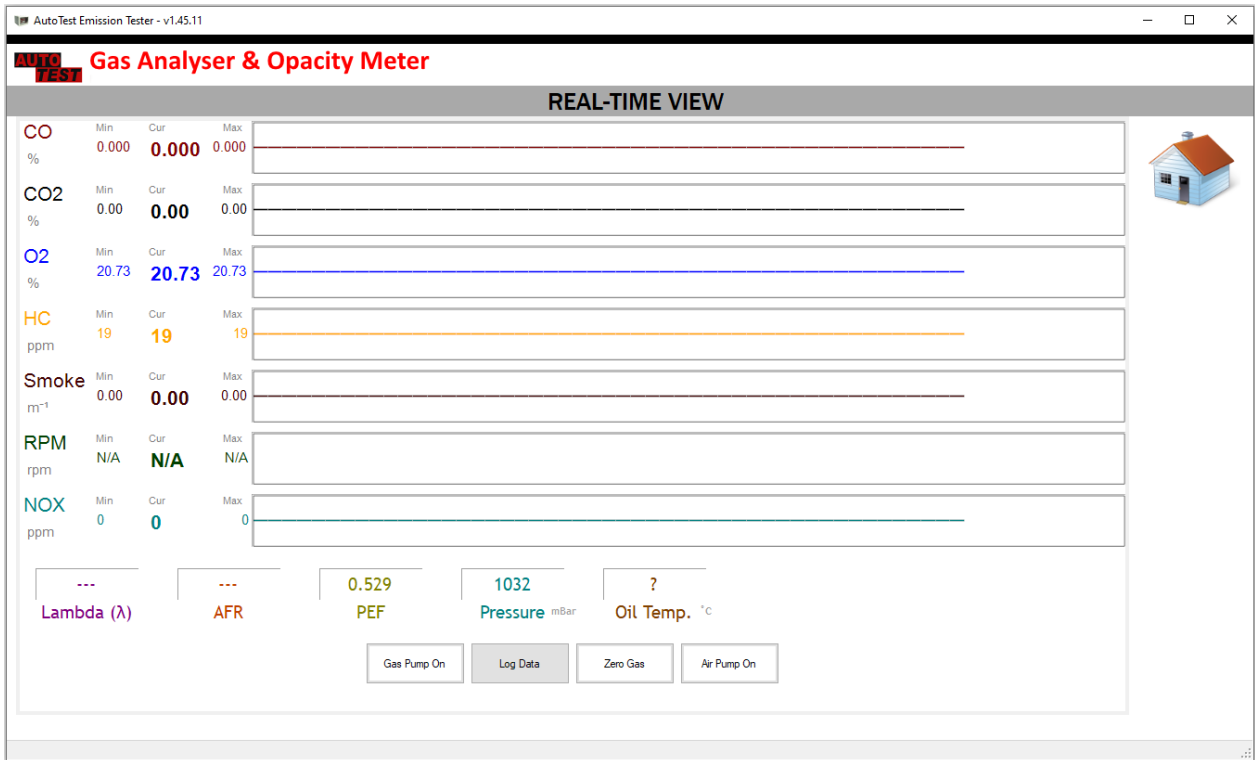 AutoTest Emission Tester - v1.45.11
AUTO TEST
Gas Analyser & Opacity Meter
REAL-TIME VIEW
CO Min Cur Max
% 0.000 0.000 0.000
CO2 Min Cur Max
% 0.00 0.00 0.00
O2 Min Cur Max
% 20.73 20.73 20.73
HC Min Cur Max
ppm 19 19 19
Smoke Min Cur Max
m⁻¹ 0.00 0.00 0.00
RPM Min Cur Max
rpm N/A N/A N/A
NOX Min Cur Max
ppm 0 0 0
--- --- 0.529 1032 ?
Lambda (λ) AFR PEF Pressure mBar Oil Temp. °C
Gas Pump On Log Data Zero Gas Air Pump On